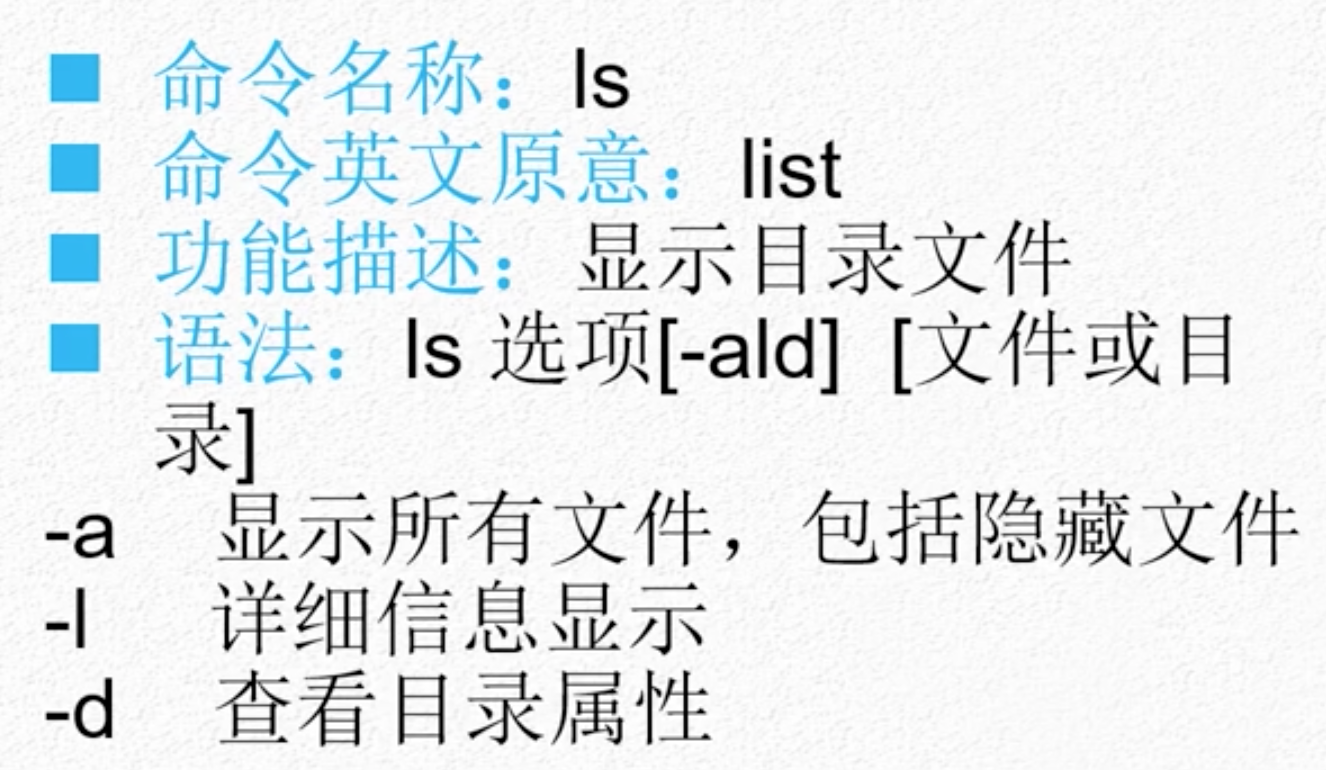 ■ 命令名称：ls
■ 命令英文原意：list
■ 功能描述：显示目录文件
■ 语法：ls 选项[-ald] [文件或目
录]
-a 显示所有文件，包括隐藏文件
-l 详细信息显示
-d 查看目录属性